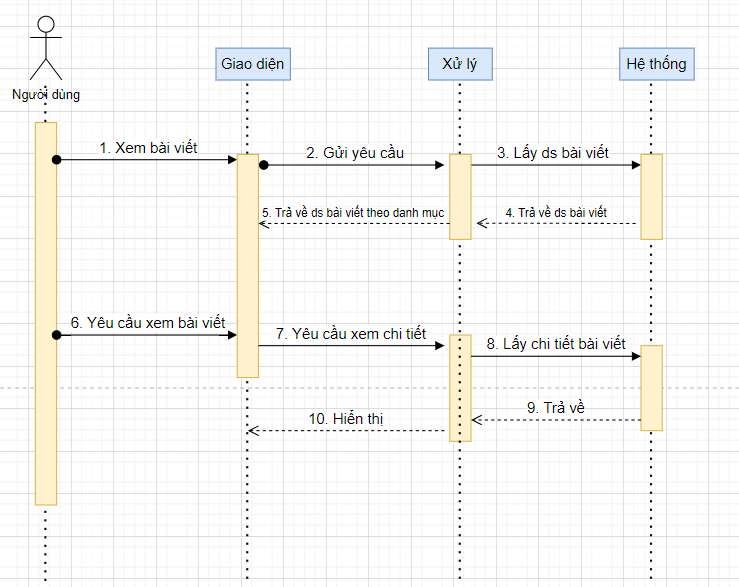 Giao diện
Xử lý
Hệ thống
Người dùng
1. Xem bài viết
2. Gửi yêu cầu
3. Lấy ds bài viết
5. Trả về ds bài viết theo danh mục
4. Trả về ds bài viết
6. Yêu cầu xem bài viết
7. Yêu cầu xem chi tiết
8. Lấy chi tiết bài viết
9. Trả về
10. Hiển thị